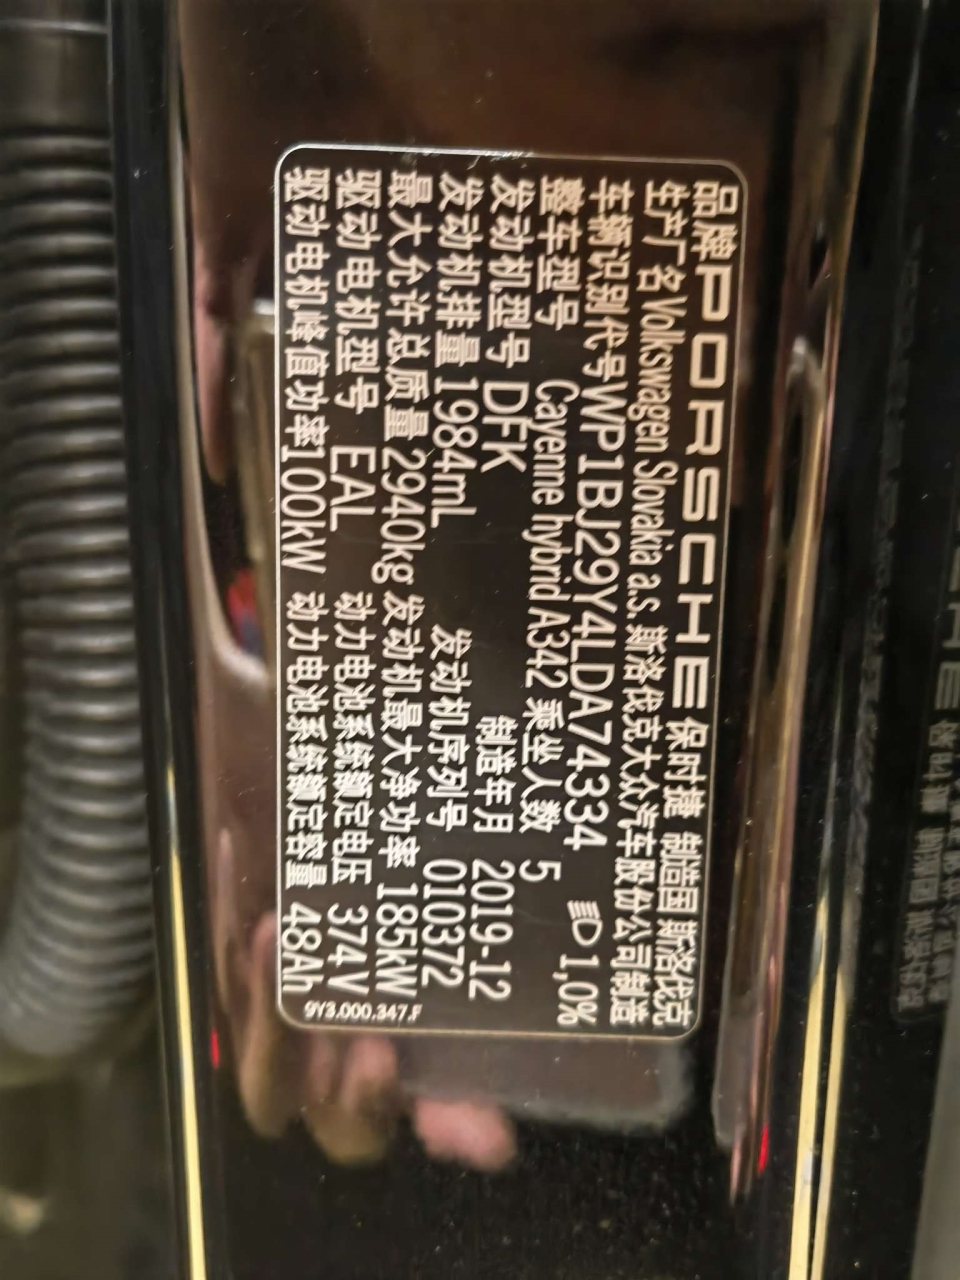 品牌 PORSCHE 保时捷 制造国 斯洛伐克
生产厂名 Volkswagen Slovakia a.s. 斯洛伐克大众汽车股份公司制造
车辆识别代号 WP1BJ29Y4LDA74334 1,0%
整车型号 Cayenne hybrid A342 乘坐人数 5
发动机型号 DFK 制造年月 2019-12
发动机排量 1984mL 发动机序列号 010372
最大允许总质量 2940kg 发动机最大净功率 185kW
驱动电机型号 EAL 动力电池系统额定电压 374V
驱动电机峰值功率 100kW 动力电池系统额定容量 48Ah
9Y3.000.347.F